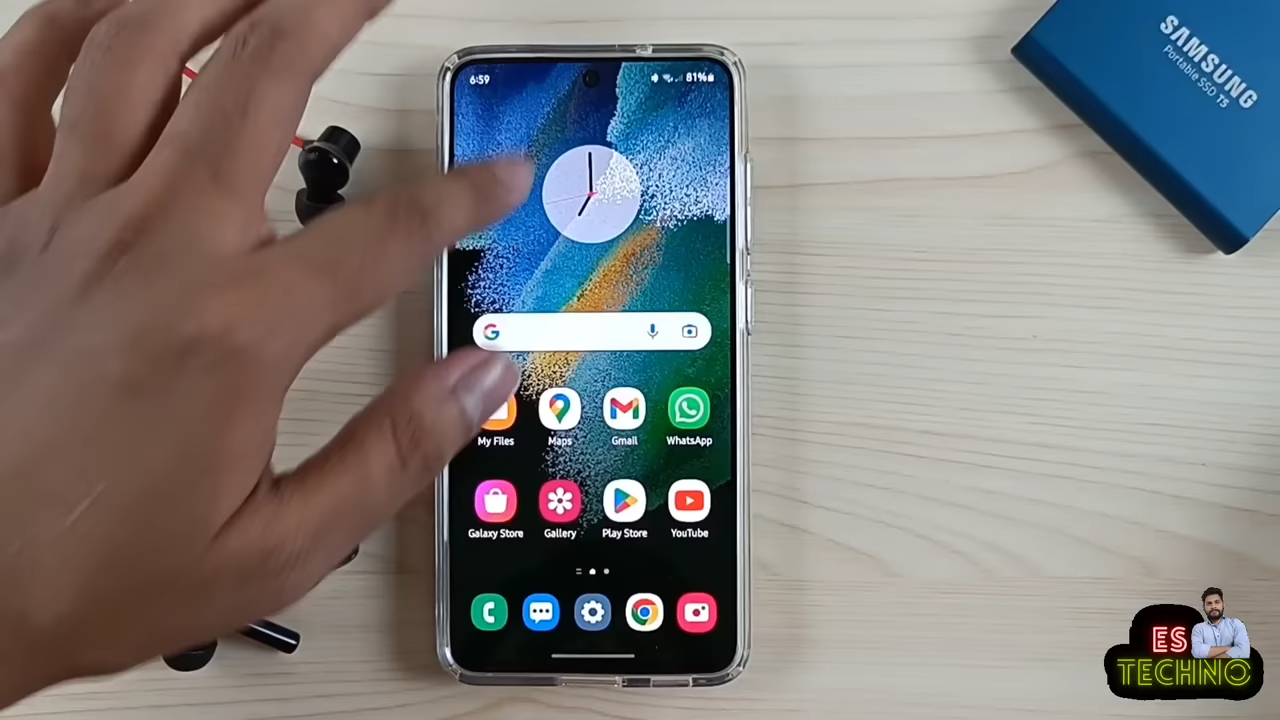 6:59
81%
SAMSUNG
Portable SSD T5
G
My Files
Maps
Gmail
WhatsApp
Galaxy Store
Gallery
Play Store
YouTube
ES
TECHNO